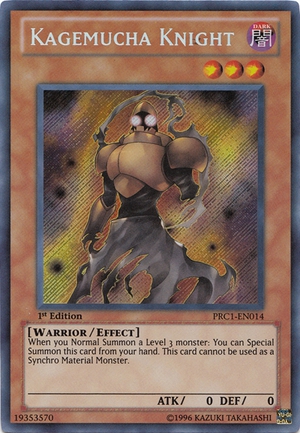 KAGEMUCHA KNIGHT
DARK
闇
1st Edition
PRC1-EN014
[WARRIOR / EFFECT]
When you Normal Summon a Level 3 monster: You can Special
Summon this card from your hand. This card cannot be used as a
Synchro Material Monster.
ATK/ 0 DEF/ 0
19353570
©1996 KAZUKI TAKAHASHI